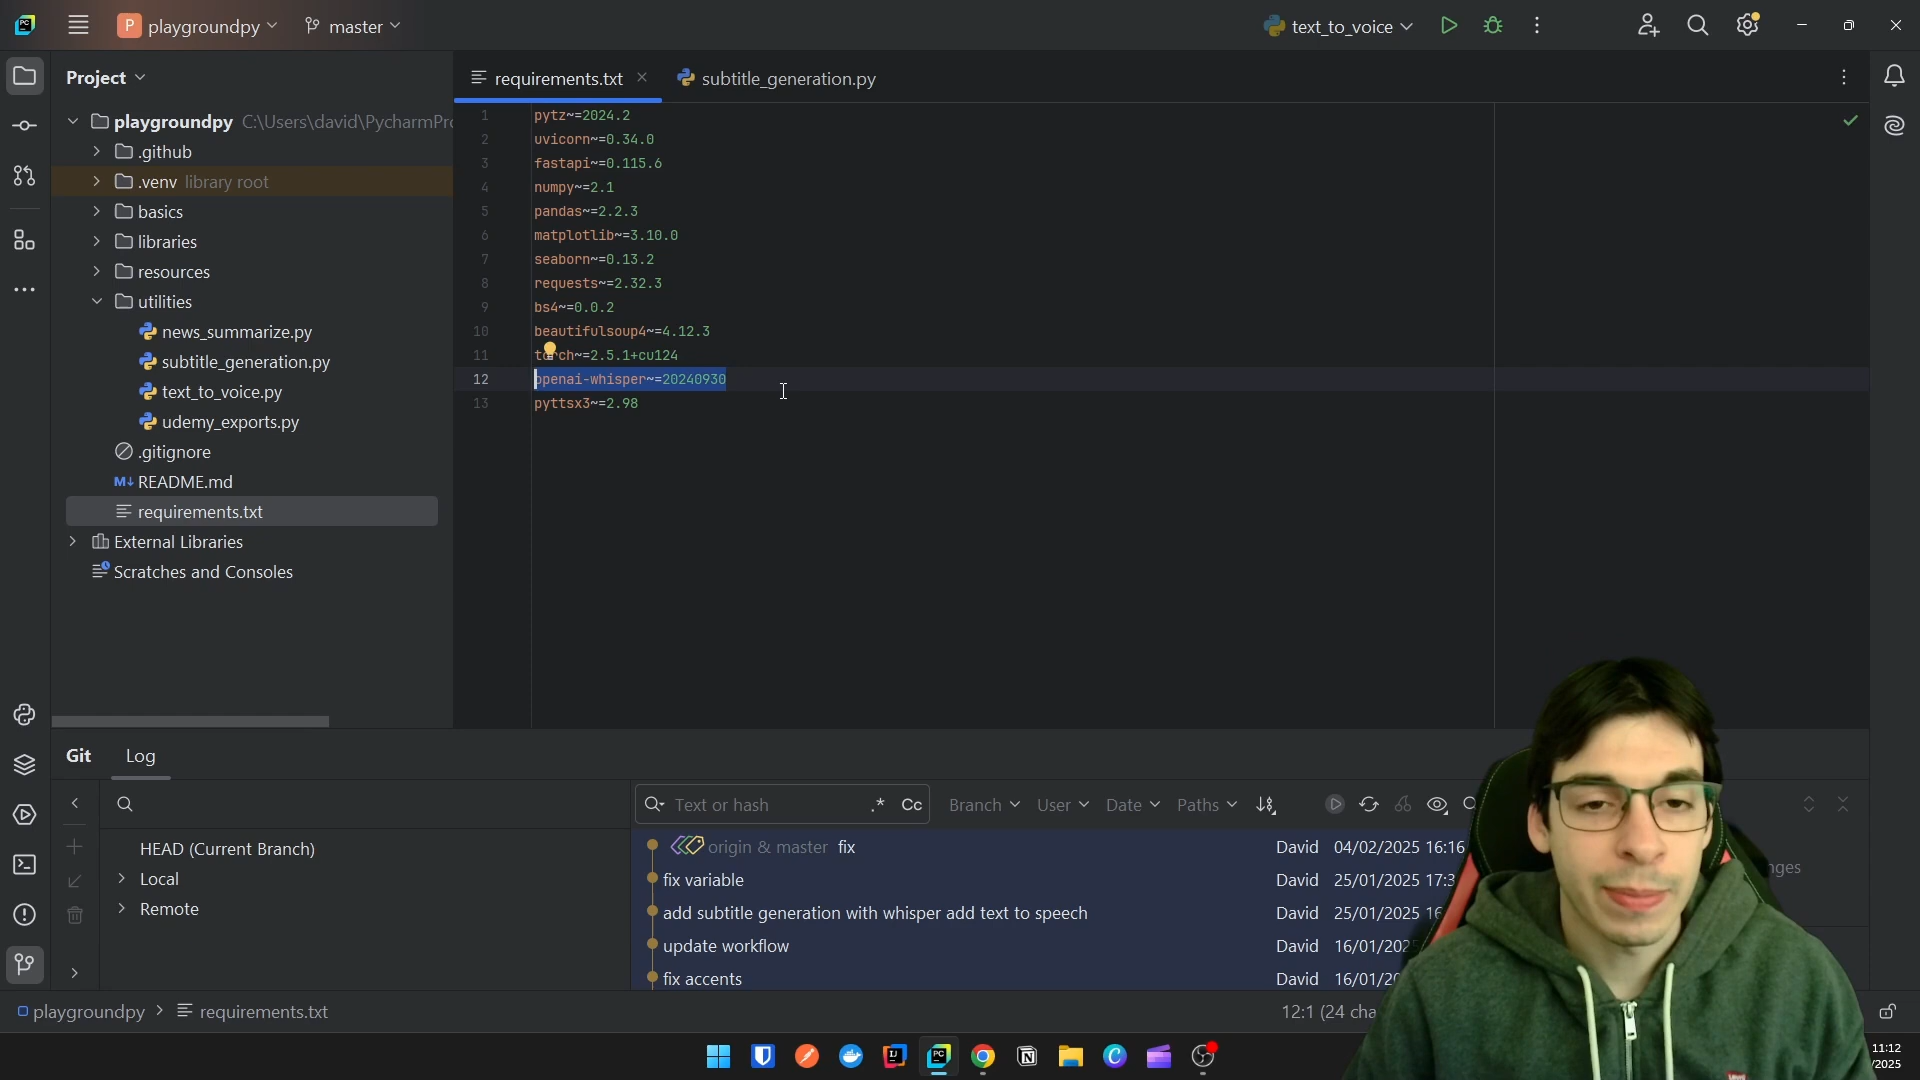 P playgroundpy
master
text_to_voice
Project
requirements.txt
subtitle_generation.py
playgroundpy C:\Users\david\PycharmPr
.github
.venv library root
basics
libraries
resources
utilities
news_summarize.py
subtitle_generation.py
text_to_voice.py
udemy_exports.py
.gitignore
README.md
requirements.txt
External Libraries
Scratches and Consoles
1 pytz~=2024.2
2 uvicorn~=0.34.0
3 fastapi~=0.115.6
4 numpy~=2.1
5 pandas~=2.2.3
6 matplotlib~=3.10.0
7 seaborn~=0.13.2
8 requests~=2.32.3
9 bs4~=0.0.2
10 beautifulsoup4~=4.12.3
11 torch~=2.5.1+cu124
12 openai-whisper~=20240930
13 pyttsx3~=2.98
Git Log
Text or hash .* Cc Branch User Date Paths
HEAD (Current Branch)
Local
Remote
origin & master fix David 04/02/2025 16:16
fix variable David 25/01/2025 17:3
add subtitle generation with whisper add text to speech David 25/01/2025 16
update workflow David 16/01/202
fix accents David 16/01/20
nges
playgroundpy > requirements.txt
12:1 (24 cha
11:12
/2025